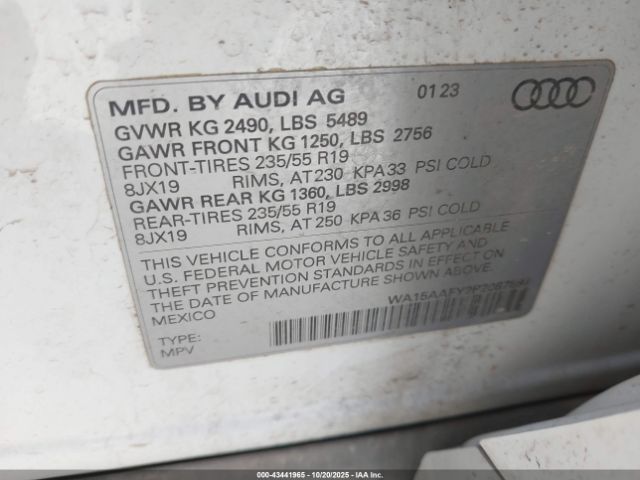 MFD. BY AUDI AG 01 23
GVWR KG 2490, LBS 5489
GAWR FRONT KG 1250, LBS 2756
FRONT-TIRES 235/55 R19
8JX19 RIMS, AT 230 KPA 33 PSI COLD
GAWR REAR KG 1360, LBS 2998
REAR-TIRES 235/55 R19
8JX19 RIMS, AT 250 KPA 36 PSI COLD
THIS VEHICLE CONFORMS TO ALL APPLICABLE
U.S. FEDERAL MOTOR VEHICLE SAFETY AND
THEFT PREVENTION STANDARDS IN EFFECT ON
THE DATE OF MANUFACTURE SHOWN ABOVE
MEXICO
TYPE:
MPV
000-43441965 - 10/20/2025 - IAAI.com